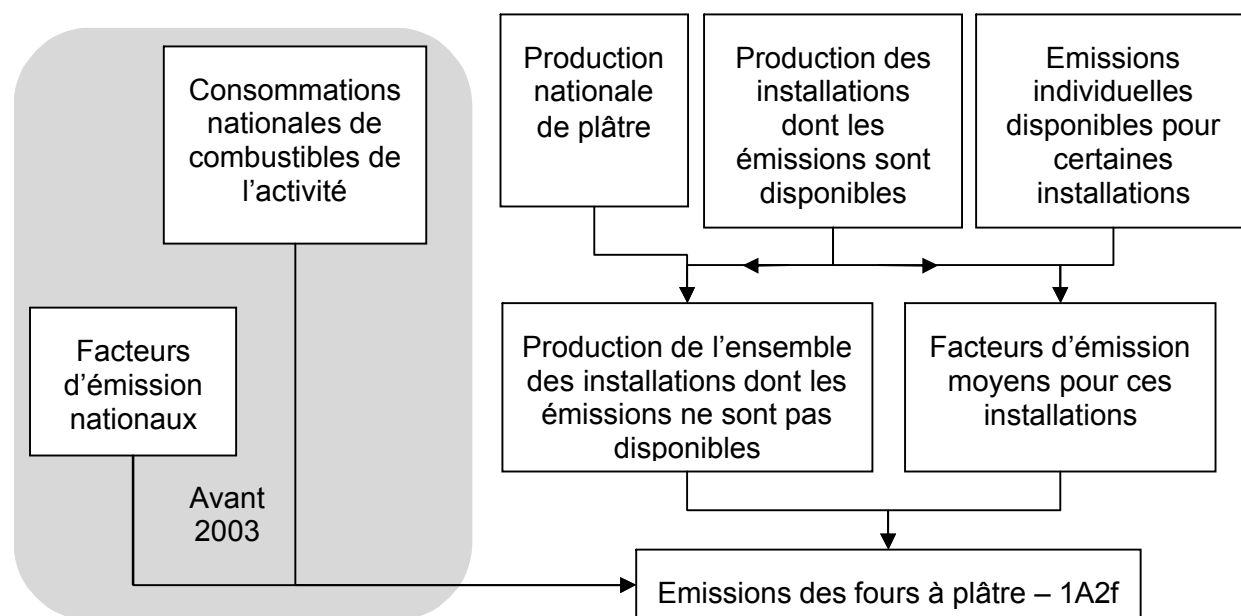 Consommations
nationales de
combustibles de
l’activité
Production
nationale
de plâtre
Production des
installations
dont les
émissions sont
disponibles
Emissions
individuelles
disponibles pour
certaines
installations
Facteurs
d’émission
nationaux
Production de l’ensemble
des installations dont les
émissions ne sont pas
disponibles
Facteurs d’émission
moyens pour ces
installations
Avant
2003
Emissions des fours à plâtre – 1A2f